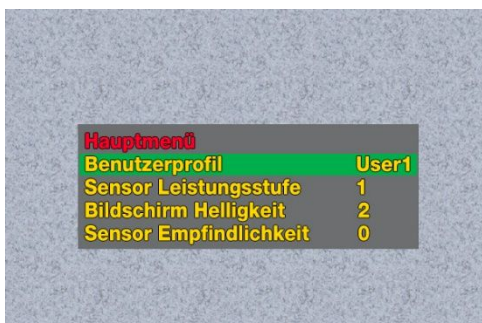 Hauptmenü
Benutzerprofil User1
Sensor Leistungsstufe 1
Bildschirm Helligkeit 2
Sensor Empfindlichkeit 0